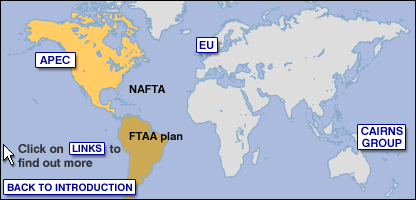 EU
APEC
NAFTA
FTAA plan
CAIRNS
GROUP
Click on LINKS to
find out more
BACK TO INTRODUCTION